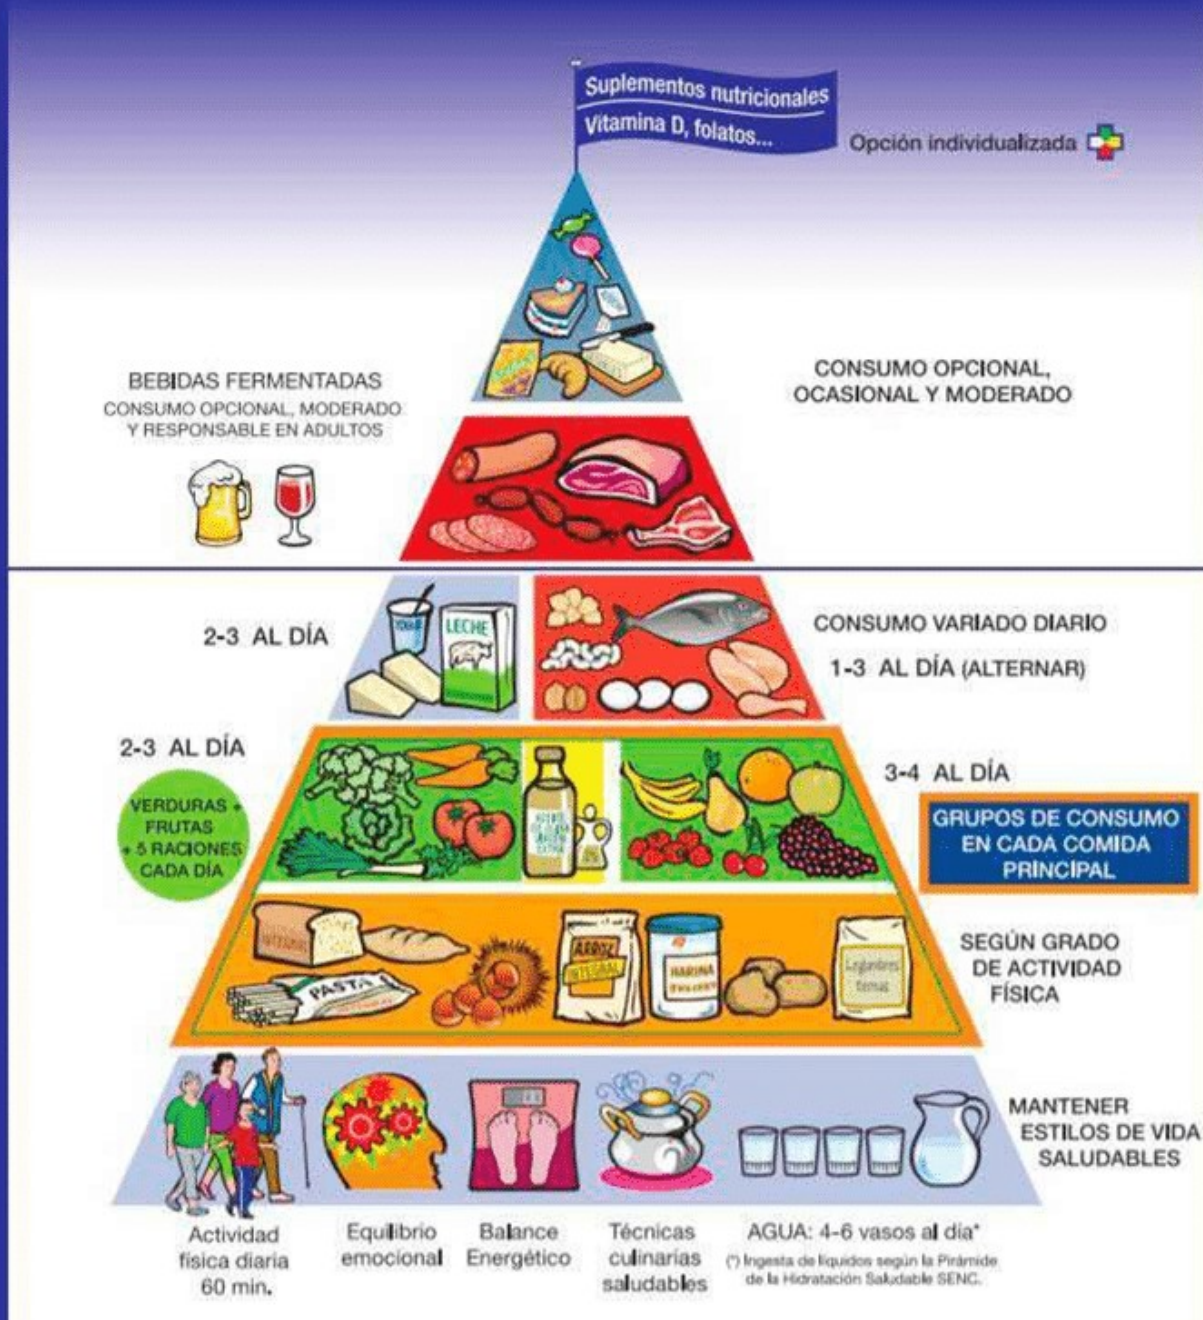 Suplementos nutricionales
Vitamina D, folatos...
Opción individualizada
BEBIDAS FERMENTADAS
CONSUMO OPCIONAL, MODERADO
Y RESPONSABLE EN ADULTOS
CONSUMO OPCIONAL,
OCASIONAL Y MODERADO
2-3 AL DÍA
LECHE
CONSUMO VARIADO DIARIO
1-3 AL DÍA (ALTERNAR)
2-3 AL DÍA
VERDURAS +
FRUTAS
+ 5 RACIONES
CADA DÍA
3-4 AL DÍA
GRUPOS DE CONSUMO
EN CADA COMIDA
PRINCIPAL
INTEGRAL
PASTA
ARROZ
INTEGRAL
HARINA
Legumbres
tiernas
SEGÚN GRADO
DE ACTIVIDAD
FÍSICA
MANTENER
ESTILOS DE VIDA
SALUDABLES
Actividad
física diaria
60 min.
Equilibrio
emocional
Balance
Energético
Técnicas
culinarias
saludables
AGUA: 4-6 vasos al día*
(*) Ingesta de líquidos según la Pirámide
de la Hidratación Saludable SENC.